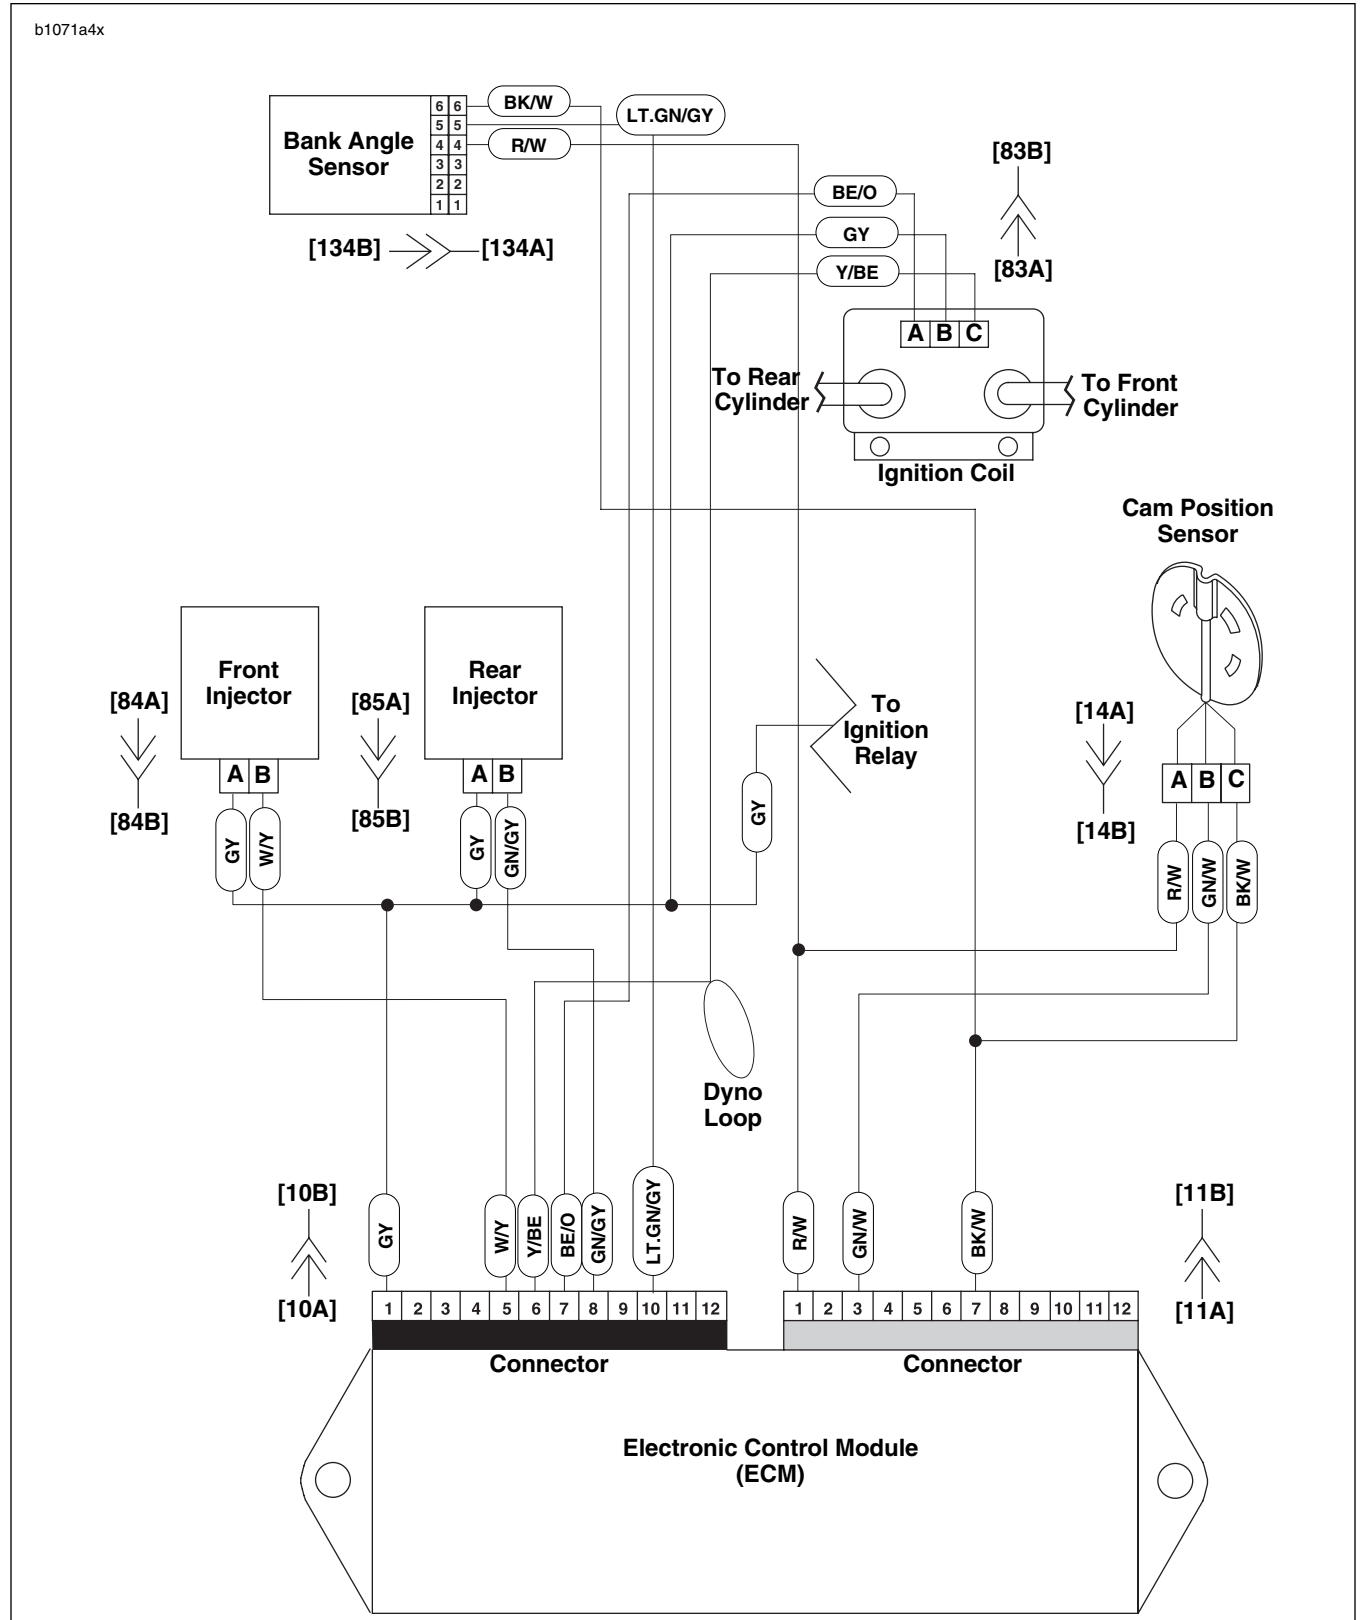 b1071a4x
Bank Angle
Sensor
6 6
5 5
4 4
3 3
2 2
1 1
BK/W
LT.GN/GY
R/W
[134B]
[134A]
[83B]
[83A]
BE/O
GY
Y/BE
A B C
To Rear
Cylinder
To Front
Cylinder
Ignition Coil
Cam Position
Sensor
Front
Injector
Rear
Injector
[84A]
[84B]
[85A]
[85B]
A B
A B
GY
W/Y
GY
GN/GY
To
Ignition
Relay
GY
[14A]
[14B]
A B C
R/W
GN/W
BK/W
Dyno
Loop
[10B]
[10A]
GY
W/Y
Y/BE
BE/O
GN/GY
LT.GN/GY
R/W
GN/W
BK/W
[11B]
[11A]
1 2 3 4 5 6 7 8 9 10 11 12
1 2 3 4 5 6 7 8 9 10 11 12
Connector
Connector
Electronic Control Module
(ECM)